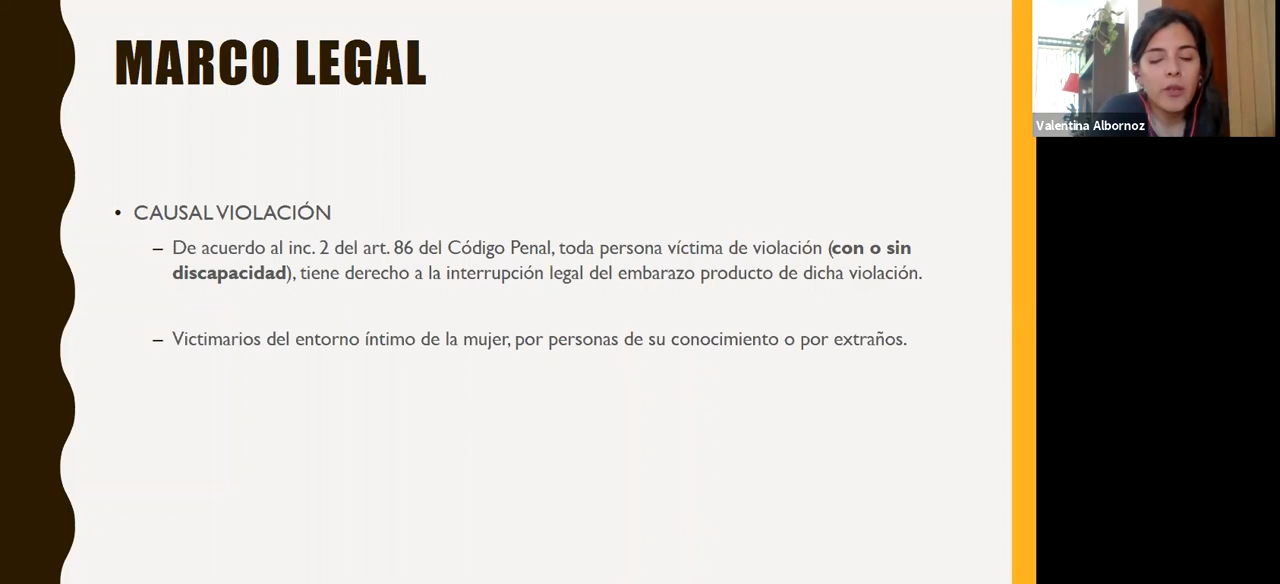 MARCO LEGAL
• CAUSAL VIOLACIÓN
– De acuerdo al inc. 2 del art. 86 del Código Penal, toda persona víctima de violación (con o sin
discapacidad), tiene derecho a la interrupción legal del embarazo producto de dicha violación.
– Victimarios del entorno íntimo de la mujer, por personas de su conocimiento o por extraños.
Valentina Albornoz